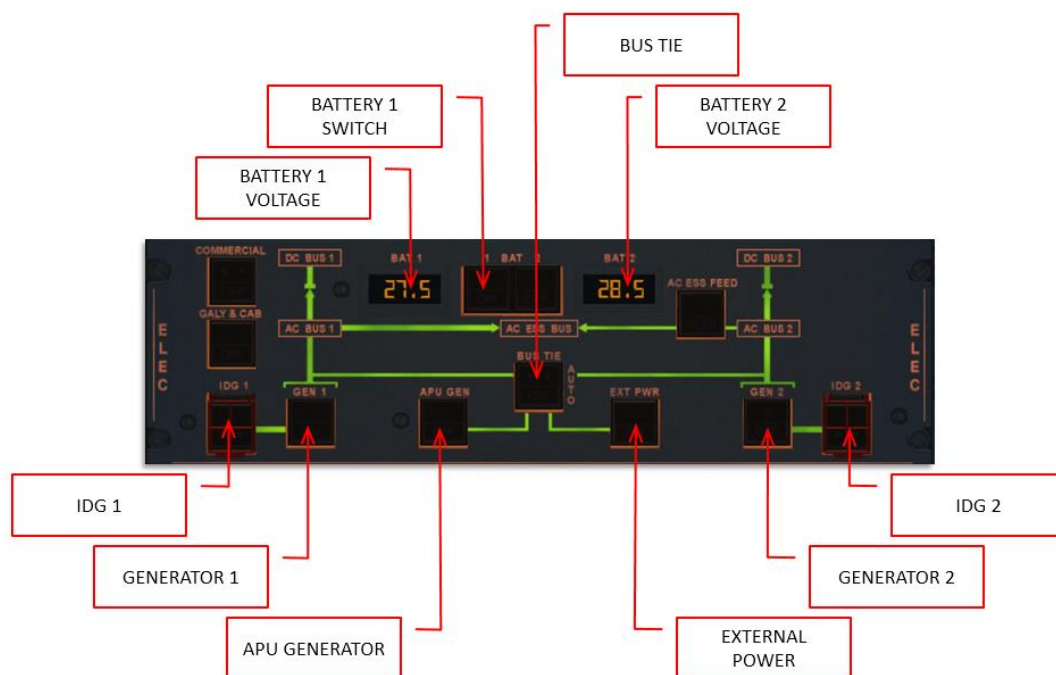 BUS TIE
BATTERY 1
SWITCH
BATTERY 2
VOLTAGE
BATTERY 1
VOLTAGE
COMMERCIAL
DC BUS 1
BAT 1
1 BAT 2
BAT 2
DC BUS 2
27.5
28.5
AC ESS FEED
GALY & CAB
AC BUS 1
AC ESS BUS
AC BUS 2
ELEC
ELEC
BUS TIE
AUTO
IDG 1
GEN 1
APU GEN
EXT PWR
GEN 2
IDG 2
IDG 1
IDG 2
GENERATOR 1
GENERATOR 2
APU GENERATOR
EXTERNAL
POWER